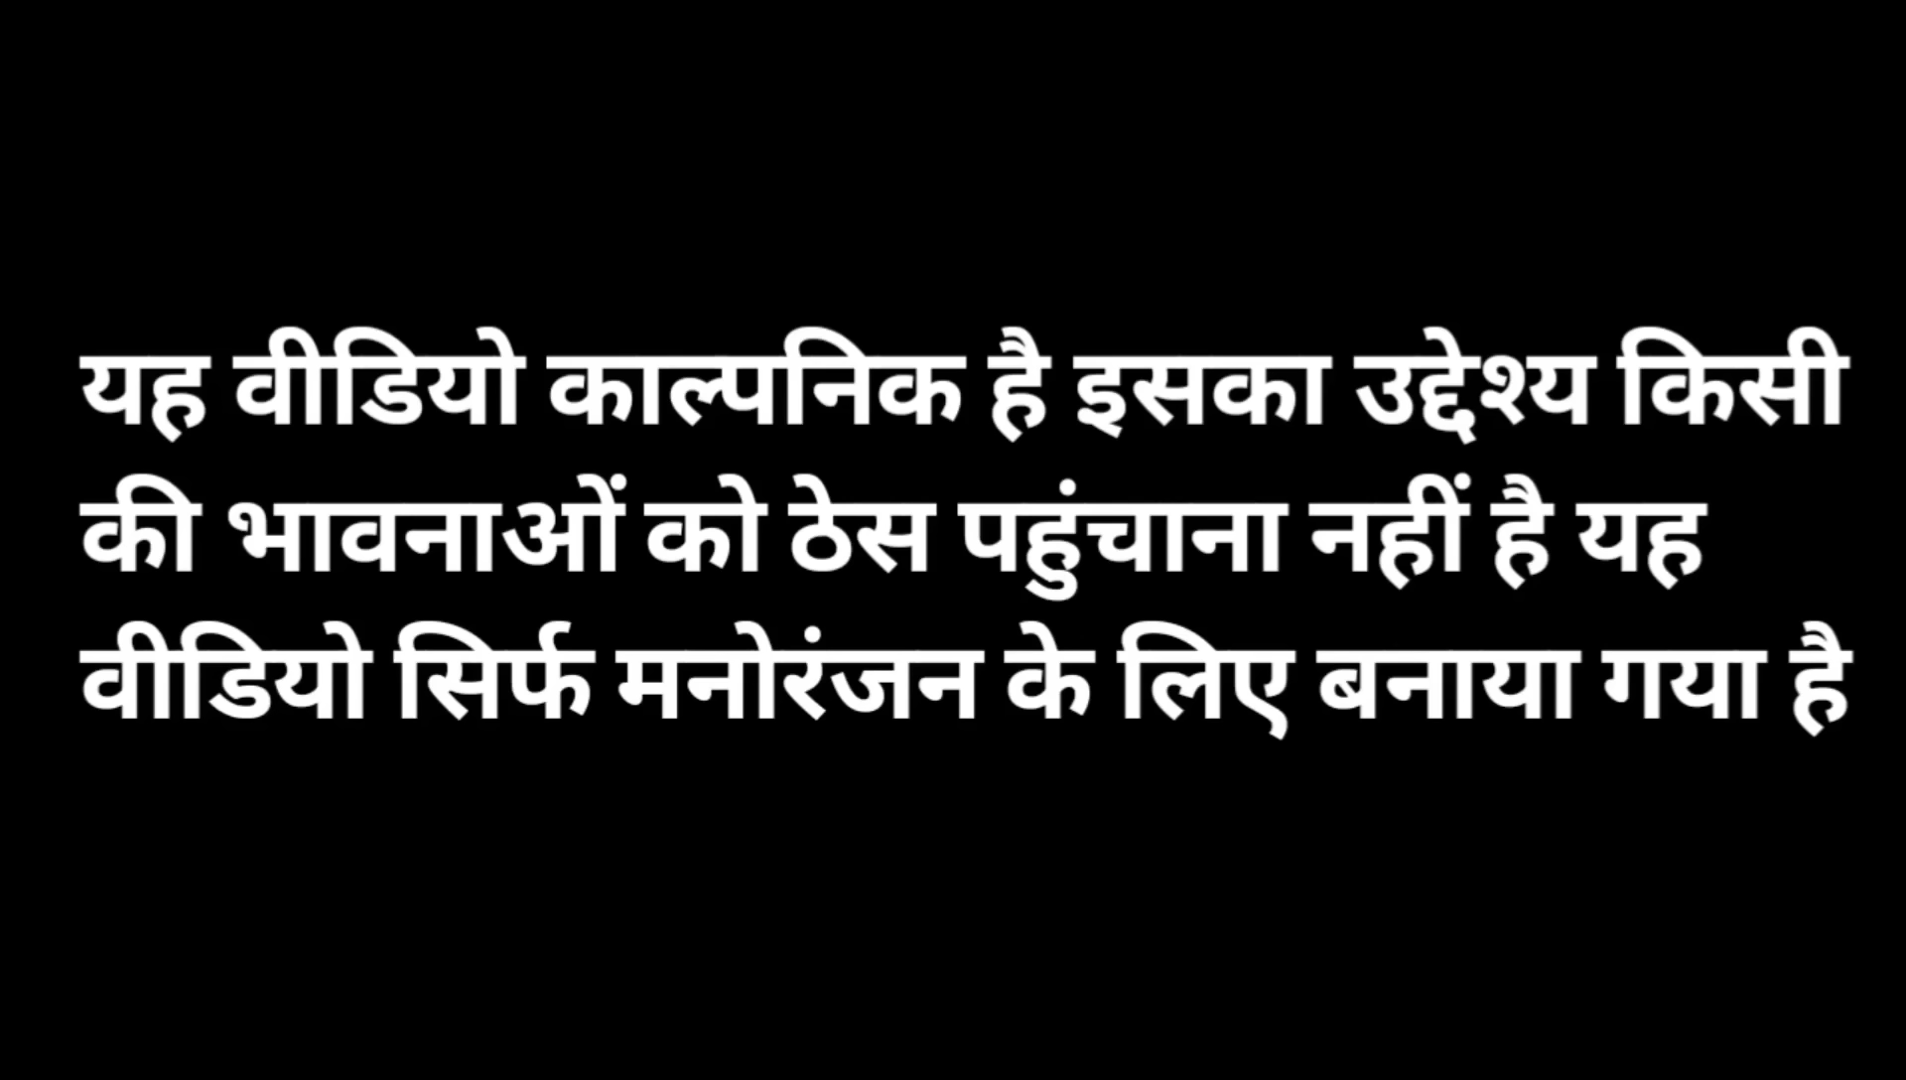 यह वीडियो काल्पनिक है इसका उद्देश्य किसी
की भावनाओं को ठेस पहुंचाना नहीं है यह
वीडियो सिर्फ मनोरंजन के लिए बनाया गया है